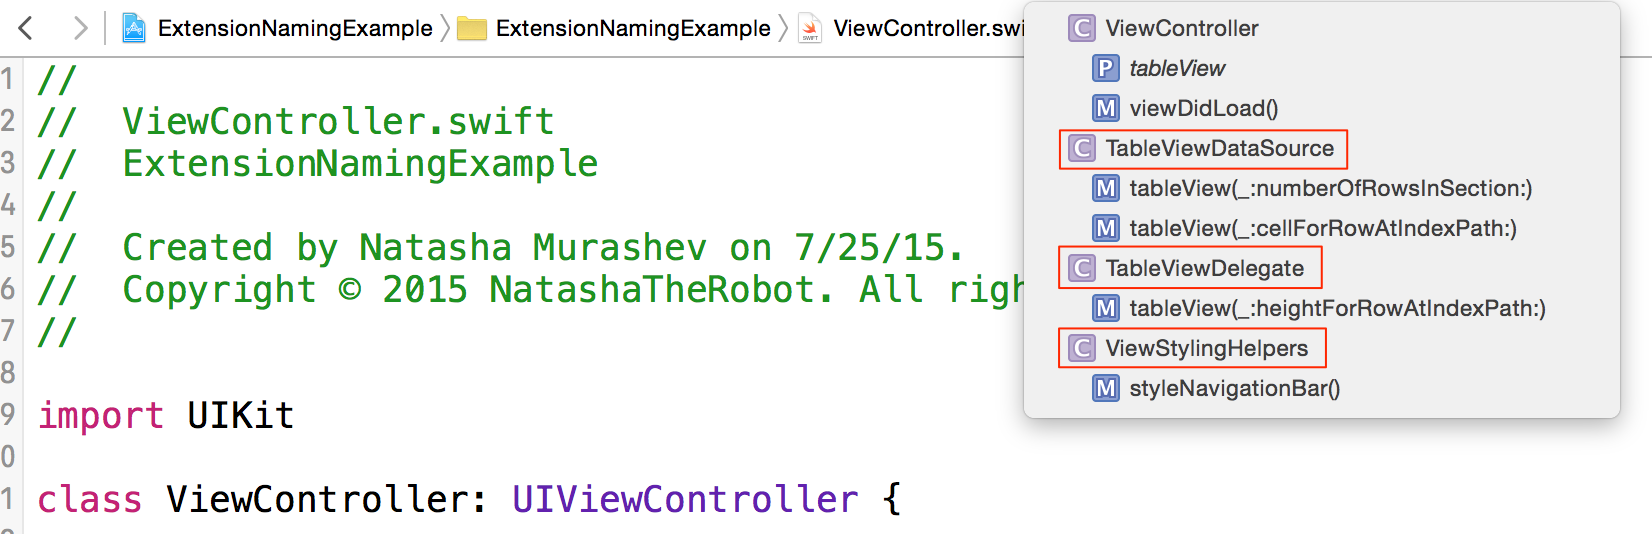 ExtensionNamingExample ExtensionNamingExample SWIFT ViewController.swi
C ViewController
P tableView
M viewDidLoad()
C TableViewDataSource
M tableView(_:numberOfRowsInSection:)
M tableView(_:cellForRowAtIndexPath:)
C TableViewDelegate
M tableView(_:heightForRowAtIndexPath:)
C ViewStylingHelpers
M styleNavigationBar()
1 //
2 // ViewController.swift
3 // ExtensionNamingExample
4 //
5 // Created by Natasha Murashev on 7/25/15.
6 // Copyright © 2015 NatashaTheRobot. All righ
7 //
8
9 import UIKit
0
1 class ViewController: UIViewController {